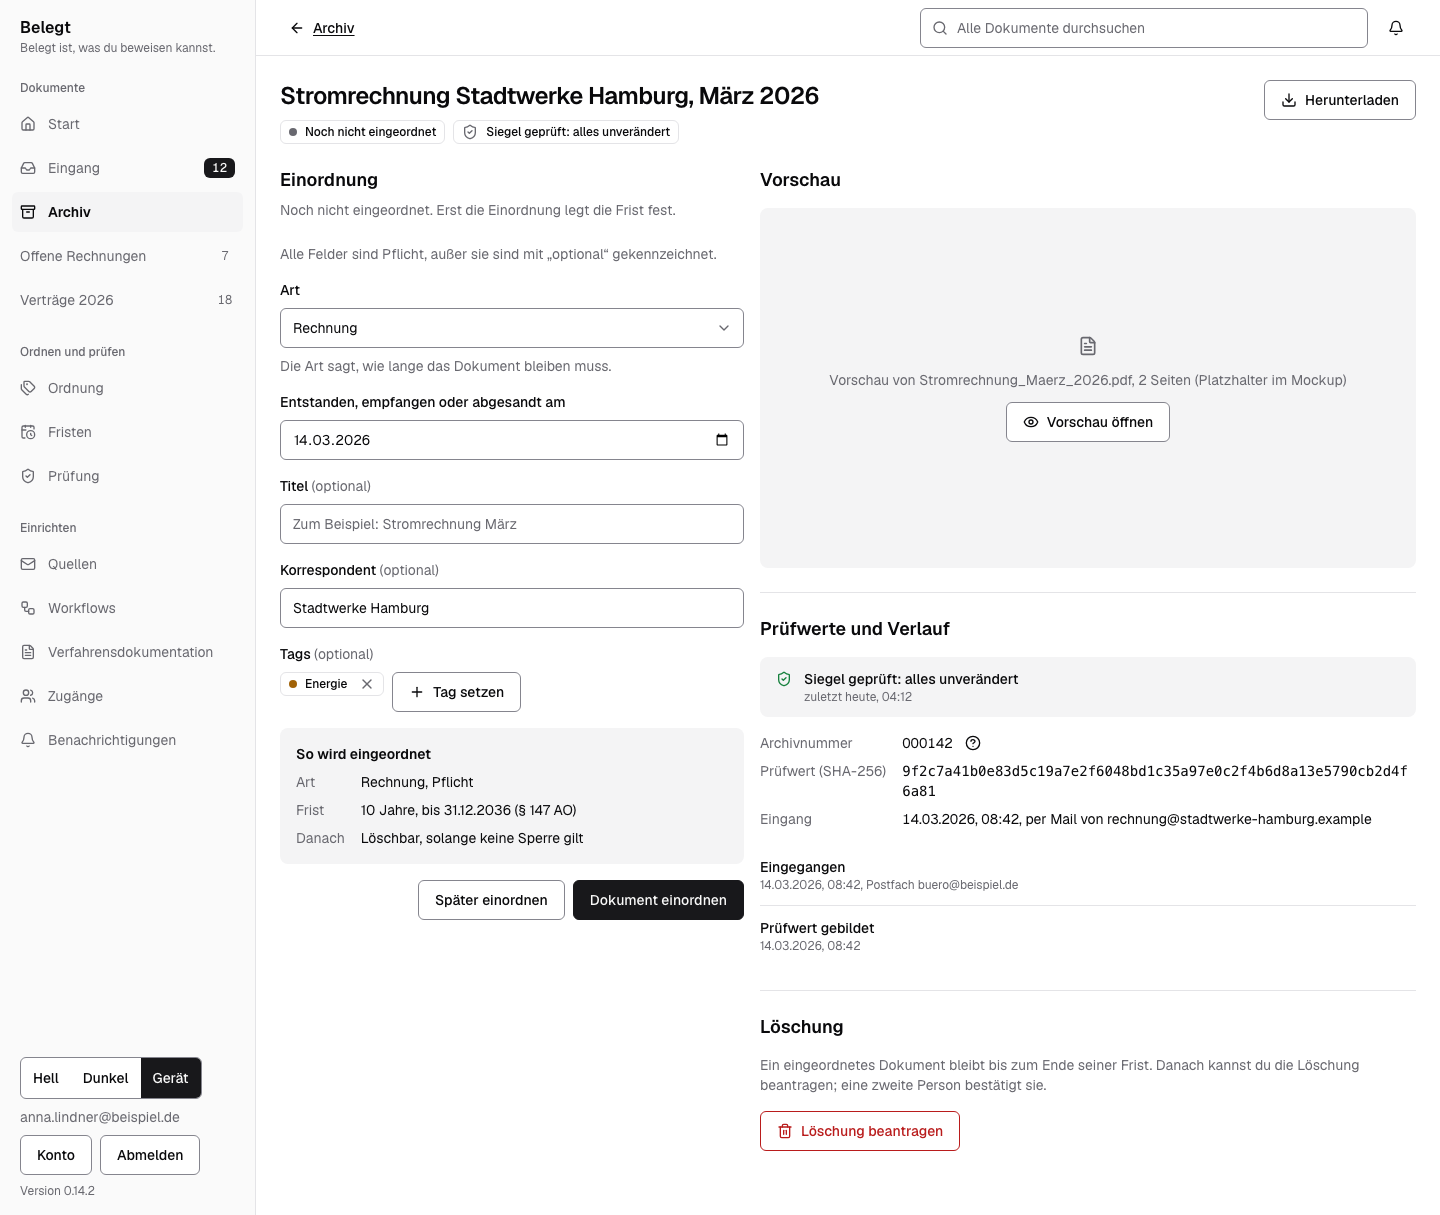 Belegt
Belegt ist, was du beweisen kannst.
Dokumente
Start
Eingang 12
Archiv
Offene Rechnungen 7
Verträge 2026 18
Ordnen und prüfen
Ordnung
Fristen
Prüfung
Einrichten
Quellen
Workflows
Verfahrensdokumentation
Zugänge
Benachrichtigungen
Hell Dunkel Gerät
anna.lindner@beispiel.de
Konto Abmelden
Version 0.14.2
Archiv
Alle Dokumente durchsuchen
Stromrechnung Stadtwerke Hamburg, März 2026
Herunterladen
Noch nicht eingeordnet Siegel geprüft: alles unverändert
Einordnung
Noch nicht eingeordnet. Erst die Einordnung legt die Frist fest.
Alle Felder sind Pflicht, außer sie sind mit „optional“ gekennzeichnet.
Art
Rechnung
Die Art sagt, wie lange das Dokument bleiben muss.
Entstanden, empfangen oder abgesandt am
14.03.2026
Titel (optional)
Zum Beispiel: Stromrechnung März
Korrespondent (optional)
Stadtwerke Hamburg
Tags (optional)
Energie
Tag setzen
So wird eingeordnet
Art Rechnung, Pflicht
Frist 10 Jahre, bis 31.12.2036 (§ 147 AO)
Danach Löschbar, solange keine Sperre gilt
Später einordnen Dokument einordnen
Vorschau
Vorschau von Stromrechnung_Maerz_2026.pdf, 2 Seiten (Platzhalter im Mockup)
Vorschau öffnen
Prüfwerte und Verlauf
Siegel geprüft: alles unverändert
zuletzt heute, 04:12
Archivnummer 000142
Prüfwert (SHA-256) 9f2c7a41b0e83d5c19a7e2f6048bd1c35a97e0c2f4b6d8a13e5790cb2d4f
6a81
Eingang 14.03.2026, 08:42, per Mail von rechnung@stadtwerke-hamburg.example
Eingegangen
14.03.2026, 08:42, Postfach buero@beispiel.de
Prüfwert gebildet
14.03.2026, 08:42
Löschung
Ein eingeordnetes Dokument bleibt bis zum Ende seiner Frist. Danach kannst du die Löschung
beantragen; eine zweite Person bestätigt sie.
Löschung beantragen